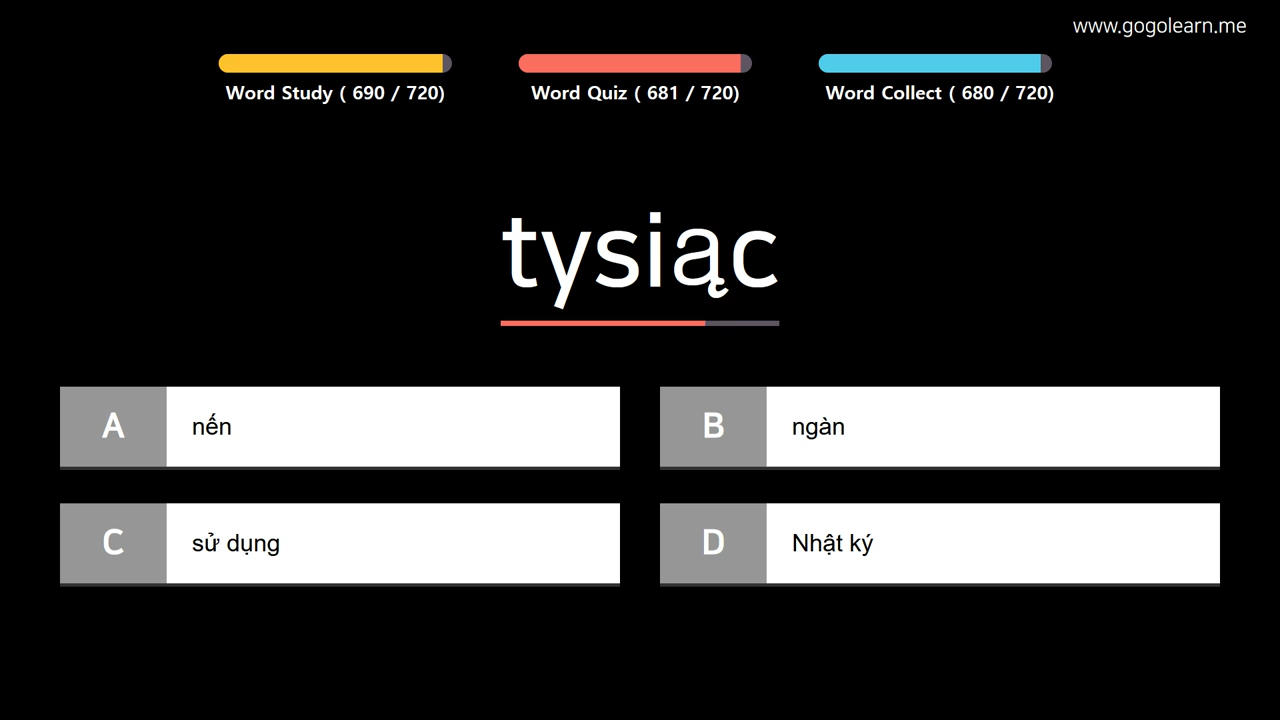 www.gogolearn.me
Word Study ( 690 / 720)
Word Quiz ( 681 / 720)
Word Collect ( 680 / 720)
tysiąc
A nến
B ngàn
C sử dụng
D Nhật ký